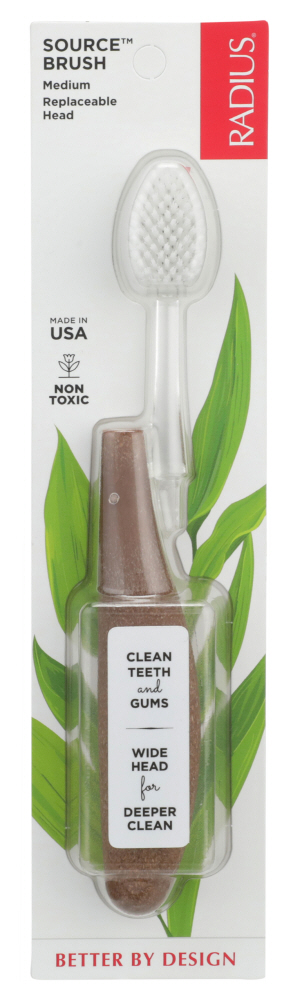 SOURCE™
BRUSH
Medium
Replaceable
Head
RADIUS®
MADE IN
USA
NON
TOXIC
CLEAN
TEETH
and
GUMS
WIDE
HEAD
for
DEEPER
CLEAN
BETTER BY DESIGN